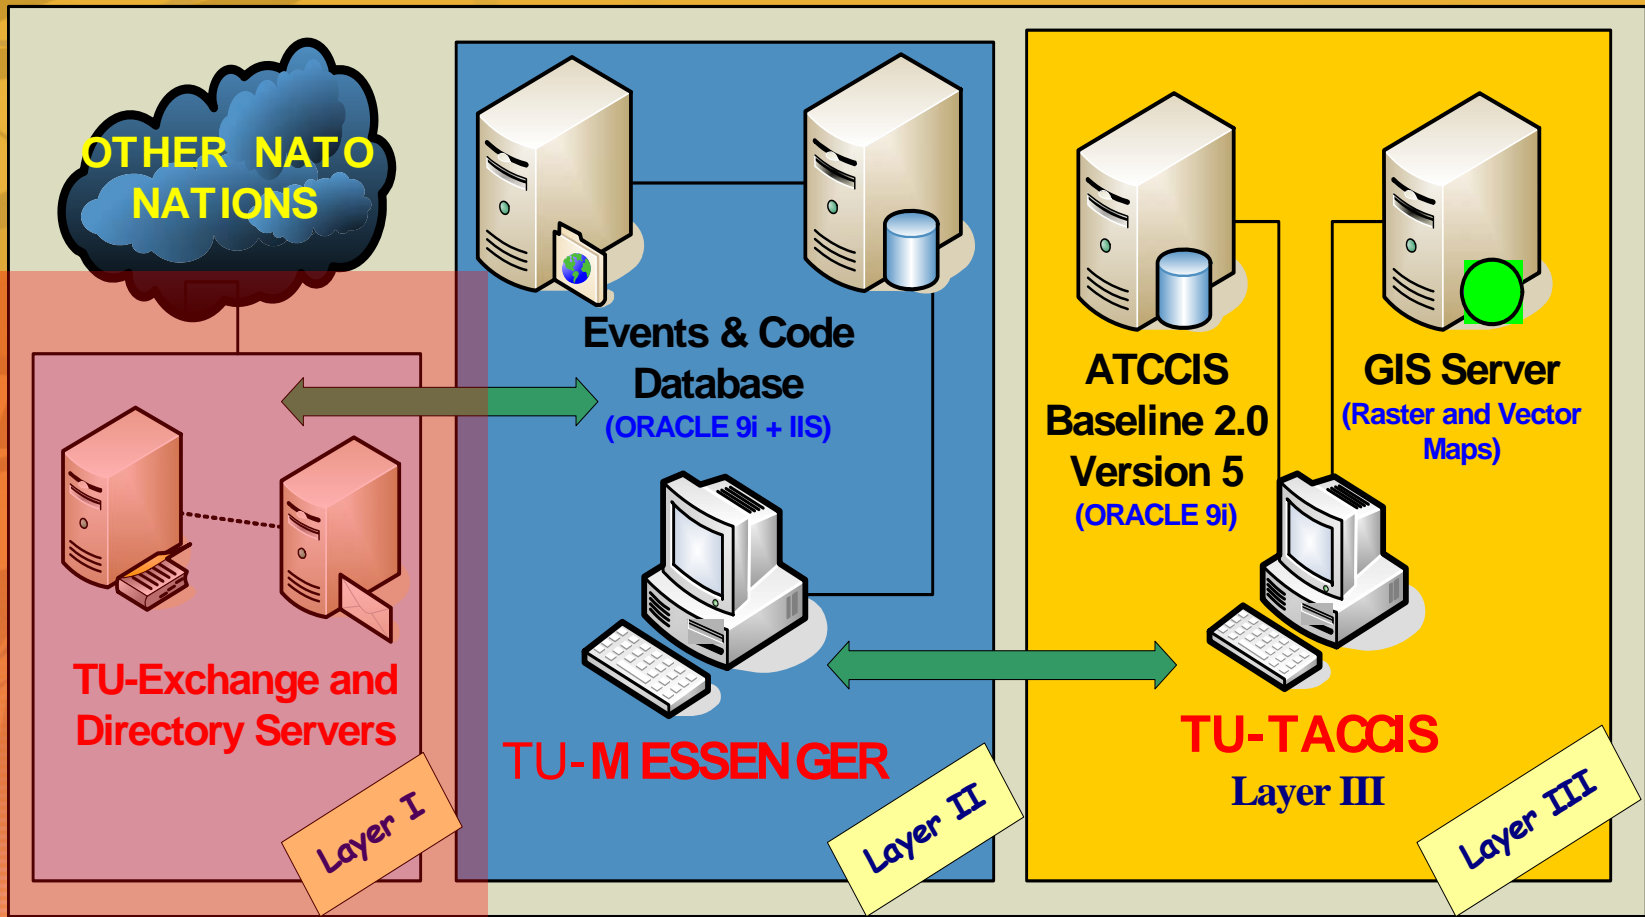 OTHER NATO
NATIONS
TU-Exchange and
Directory Servers
Layer I
Events & Code
Database
(ORACLE 9i + IIS)
TU-MESSENGER
Layer II
ATCCIS
Baseline 2.0
Version 5
(ORACLE 9i)
GIS Server
(Raster and Vector
Maps)
TU-TACCIS
Layer III
Layer III